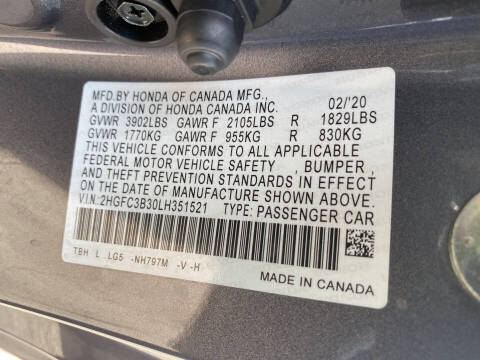 MFD.BY HONDA OF CANADA MFG.,
A DIVISION OF HONDA CANADA INC. 02/'20
GVWR 3902LBS GAWR F 2105LBS R 1829LBS
GVWR 1770KG GAWR F 955KG R 830KG
THIS VEHICLE CONFORMS TO ALL APPLICABLE
FEDERAL MOTOR VEHICLE SAFETY , BUMPER ,
AND THEFT PREVENTION STANDARDS IN EFFECT
ON THE DATE OF MANUFACTURE SHOWN ABOVE.
V.I.N:2HGFC3B30LH351521 TYPE: PASSENGER CAR
TBH L LG5 -NH797M -V -H
MADE IN CANADA